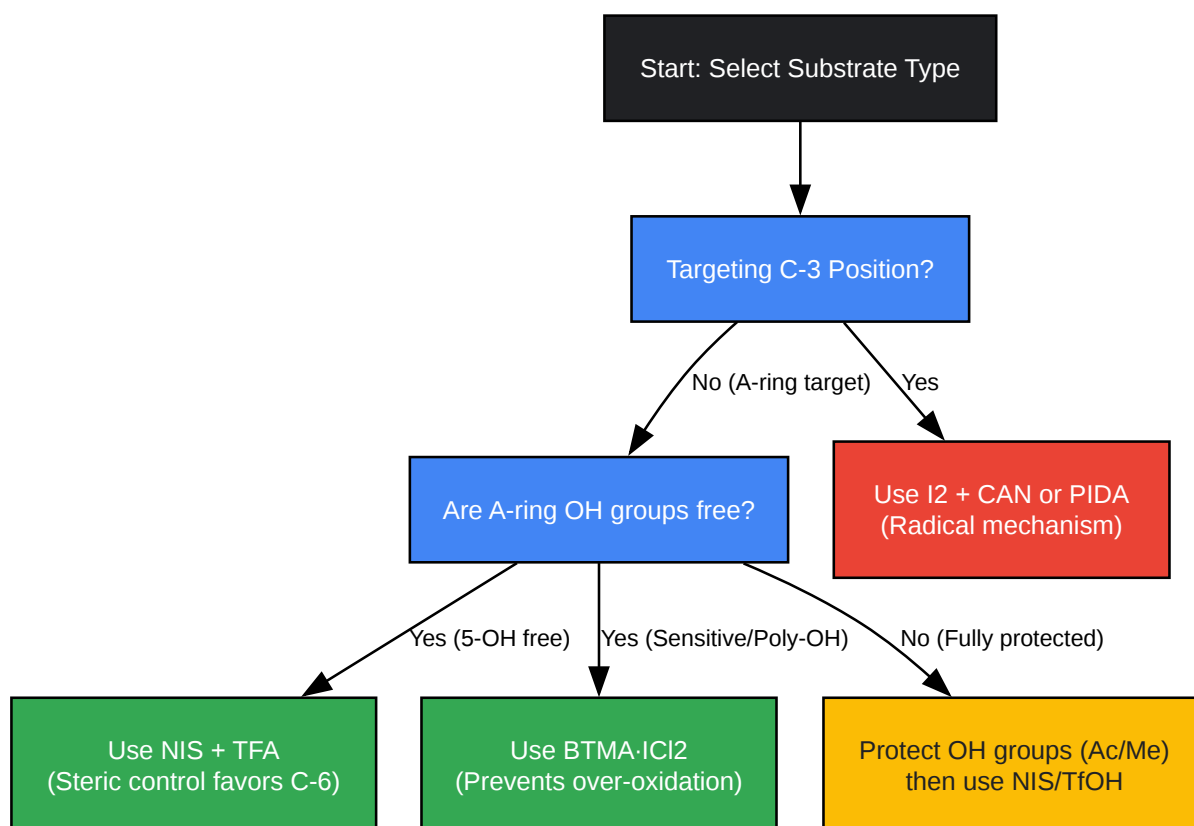 Start: Select Substrate Type
Targeting C-3 Position?
No (A-ring target)
Yes
Are A-ring OH groups free?
Use I2 + CAN or PIDA
(Radical mechanism)
Yes (5-OH free)
Yes (Sensitive/Poly-OH)
No (Fully protected)
Use NIS + TFA
(Steric control favors C-6)
Use BTMA·ICl2
(Prevents over-oxidation)
Protect OH groups (Ac/Me)
then use NIS/TfOH